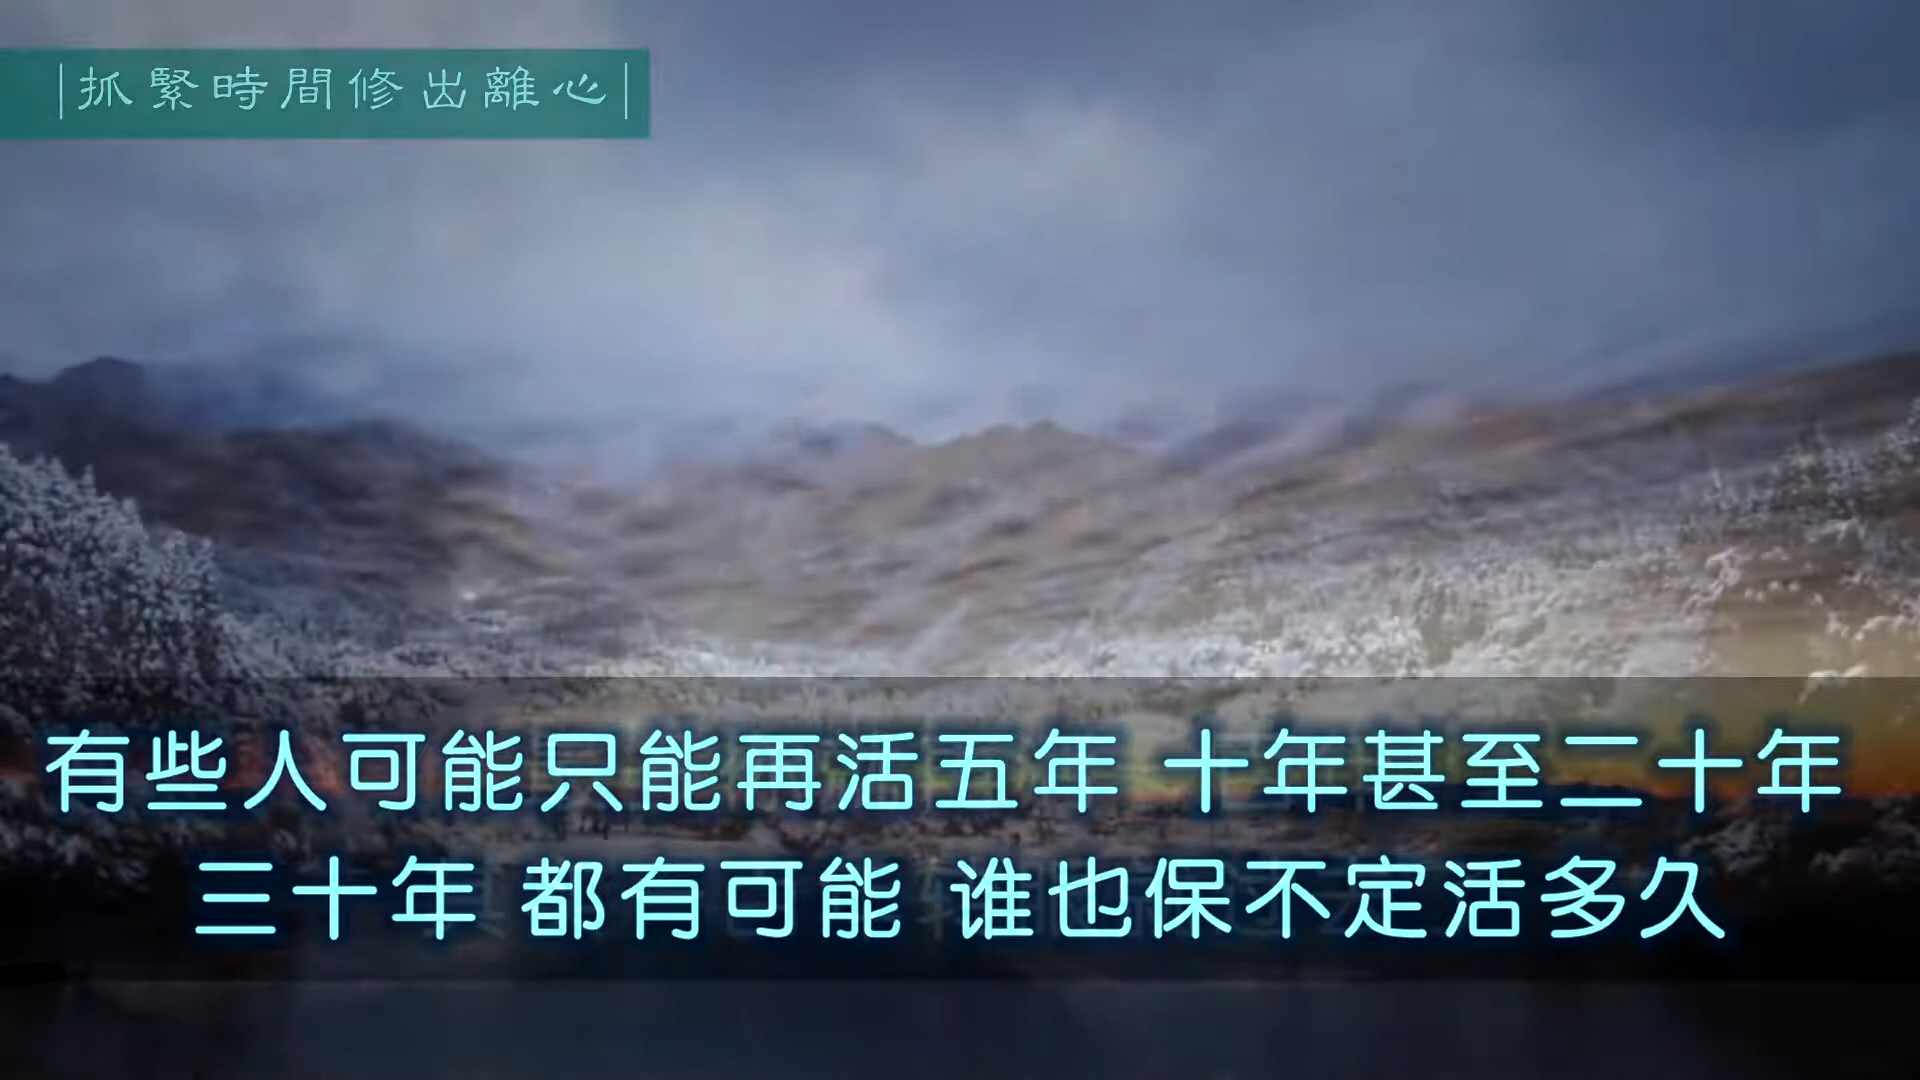 |抓緊時間修出離心|
有些人可能只能再活五年 十年甚至二十年
三十年 都有可能 谁也保不定活多久